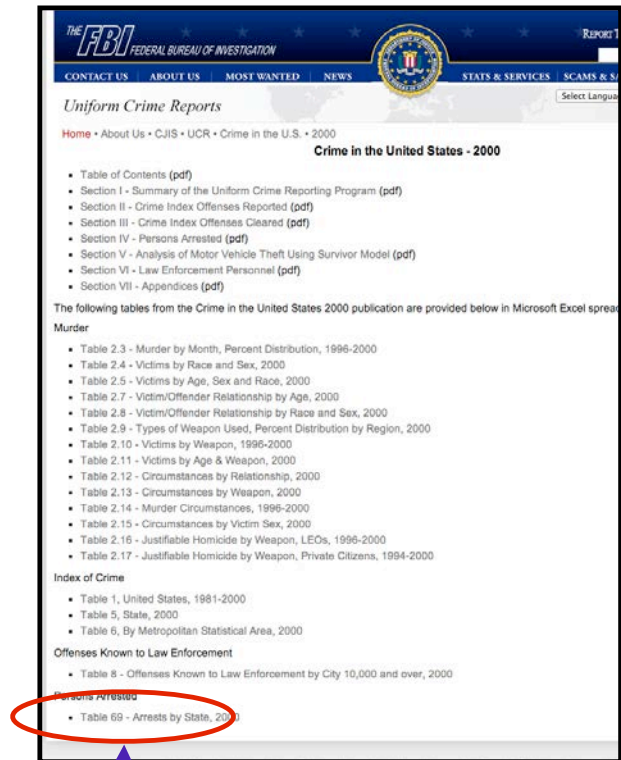 THE FBI FEDERAL BUREAU OF INVESTIGATION
REPORT
CONTACT US ABOUT US MOST WANTED NEWS STATS & SERVICES SCAMS &
Select Langua
Uniform Crime Reports
Home • About Us • CJIS • UCR • Crime in the U.S. • 2000
Crime in the United States - 2000
• Table of Contents (pdf)
• Section I - Summary of the Uniform Crime Reporting Program (pdf)
• Section II - Crime Index Offenses Reported (pdf)
• Section III - Crime Index Offenses Cleared (pdf)
• Section IV - Persons Arrested (pdf)
• Section V - Analysis of Motor Vehicle Theft Using Survivor Model (pdf)
• Section VI - Law Enforcement Personnel (pdf)
• Section VII - Appendices (pdf)
The following tables from the Crime in the United States 2000 publication are provided below in Microsoft Excel spread
Murder
• Table 2.3 - Murder by Month, Percent Distribution, 1996-2000
• Table 2.4 - Victims by Race and Sex, 2000
• Table 2.5 - Victims by Age, Sex and Race, 2000
• Table 2.7 - Victim/Offender Relationship by Age, 2000
• Table 2.8 - Victim/Offender Relationship by Race and Sex, 2000
• Table 2.9 - Types of Weapon Used, Percent Distribution by Region, 2000
• Table 2.10 - Victims by Weapon, 1996-2000
• Table 2.11 - Victims by Age & Weapon, 2000
• Table 2.12 - Circumstances by Relationship, 2000
• Table 2.13 - Circumstances by Weapon, 2000
• Table 2.14 - Murder Circumstances, 1996-2000
• Table 2.15 - Circumstances by Victim Sex, 2000
• Table 2.16 - Justifiable Homicide by Weapon, LEOs, 1996-2000
• Table 2.17 - Justifiable Homicide by Weapon, Private Citizens, 1994-2000
Index of Crime
• Table 1, United States, 1981-2000
• Table 5, State, 2000
• Table 6, By Metropolitan Statistical Area, 2000
Offenses Known to Law Enforcement
• Table 8 - Offenses Known to Law Enforcement by City 10,000 and over, 2000
Persons Arrested
• Table 69 - Arrests by State, 2000